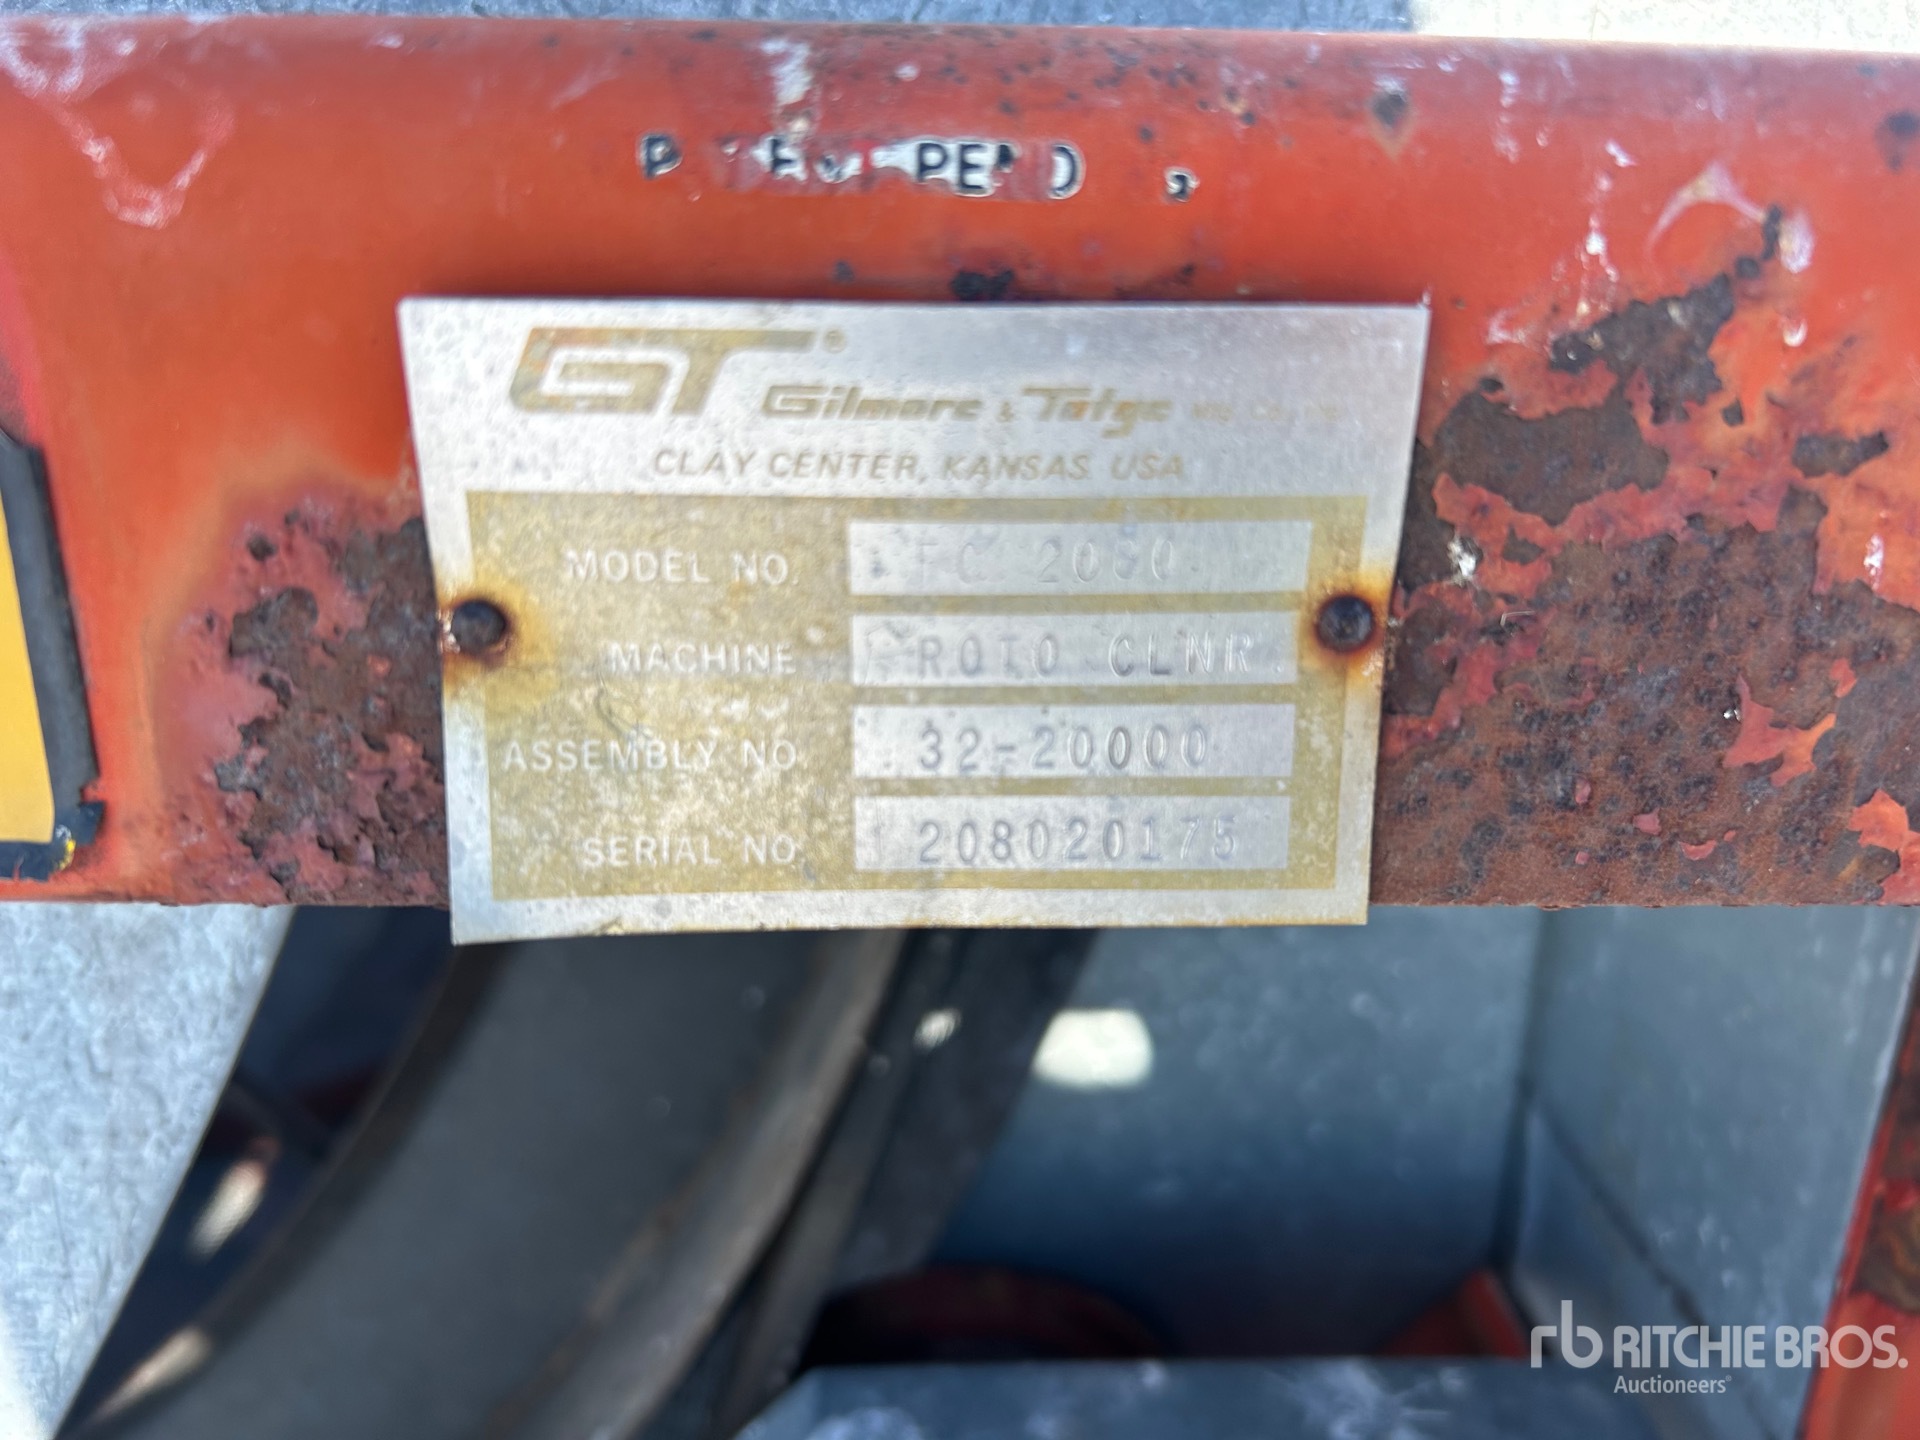 GT® Gilmore & Tatge
CLAY CENTER, KANSAS USA
MODEL NO.
MACHINE ROTO CLNR
ASSEMBLY NO. 32-20000
SERIAL NO. 208020175
rb RITCHIE BROS.
Auctioneers